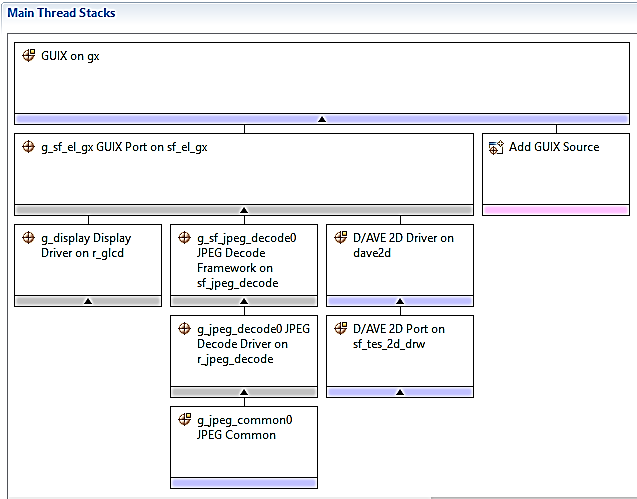 Main Thread Stacks
GUIX on gx
g_sf_el_gx GUIX Port on sf_el_gx
Add GUIX Source
g_display Display
Driver on r_glcd
g_sf_jpeg_decode0
JPEG Decode
Framework on
sf_jpeg_decode
D/AVE 2D Driver on
dave2d
g_jpeg_decode0 JPEG
Decode Driver on
r_jpeg_decode
D/AVE 2D Port on
sf_tes_2d_drw
g_jpeg_common0
JPEG Common